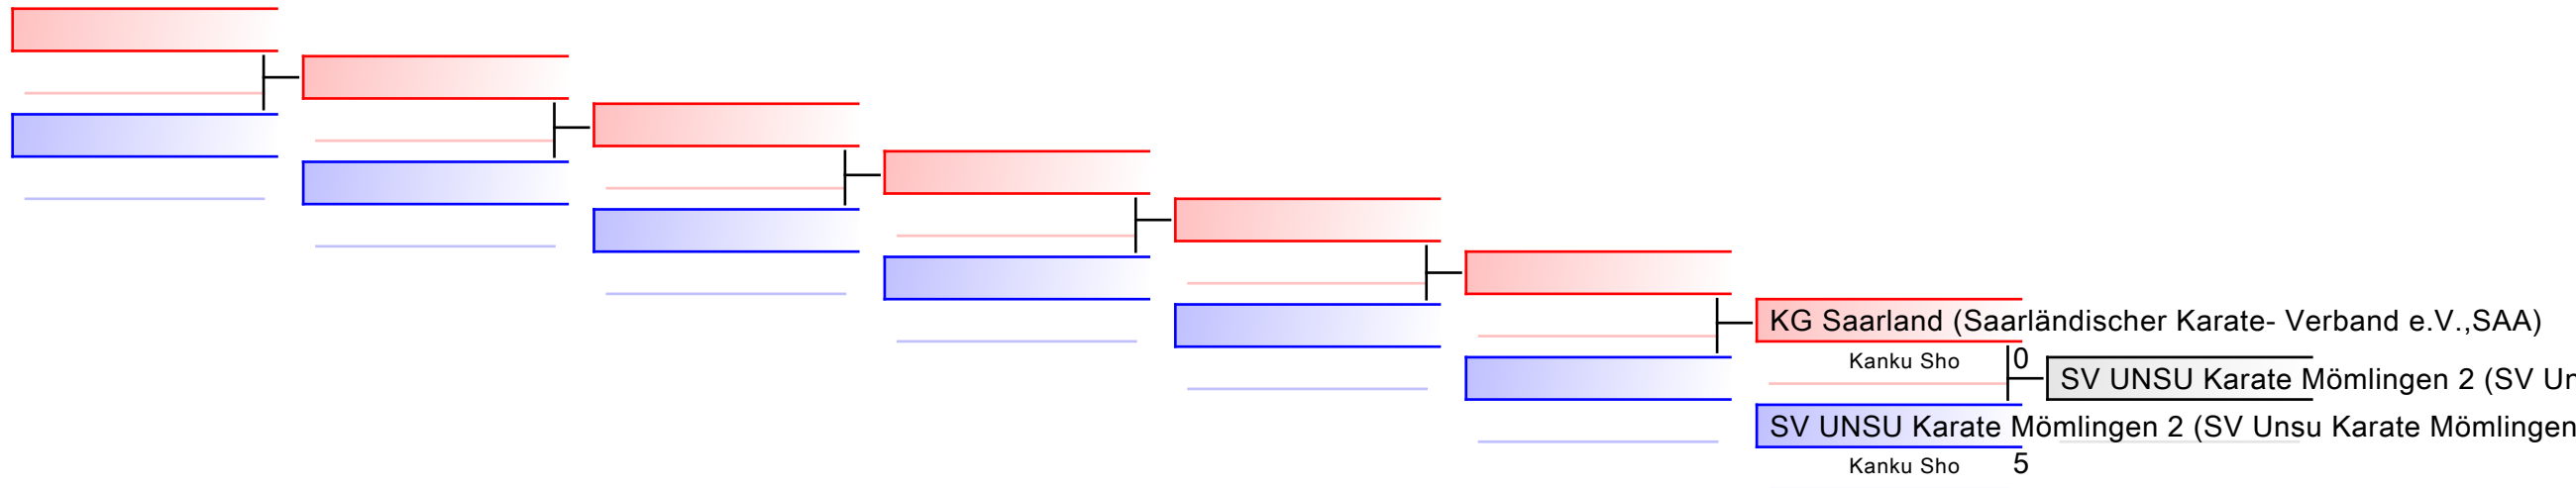 KG Saarland (Saarländischer Karate- Verband e.V.,SAA)
Kanku Sho
0
SV UNSU Karate Mömlingen 2 (SV
SV UNSU Karate Mömlingen 2 (SV Unsu Karate Mömlingen
Kanku Sho
5